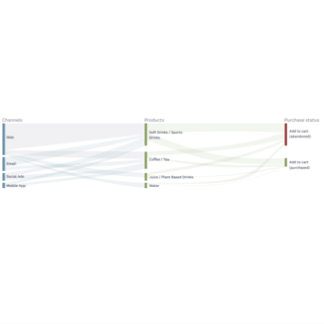 Channels
Products
Purchase status
Web
Soft Drinks / Sports
Drinks
Add to cart
(abandoned)
Email
Coffee / Tea
Add to cart
(purchased)
Social Ads
Juice / Plant Based Drinks
Mobile App
Water